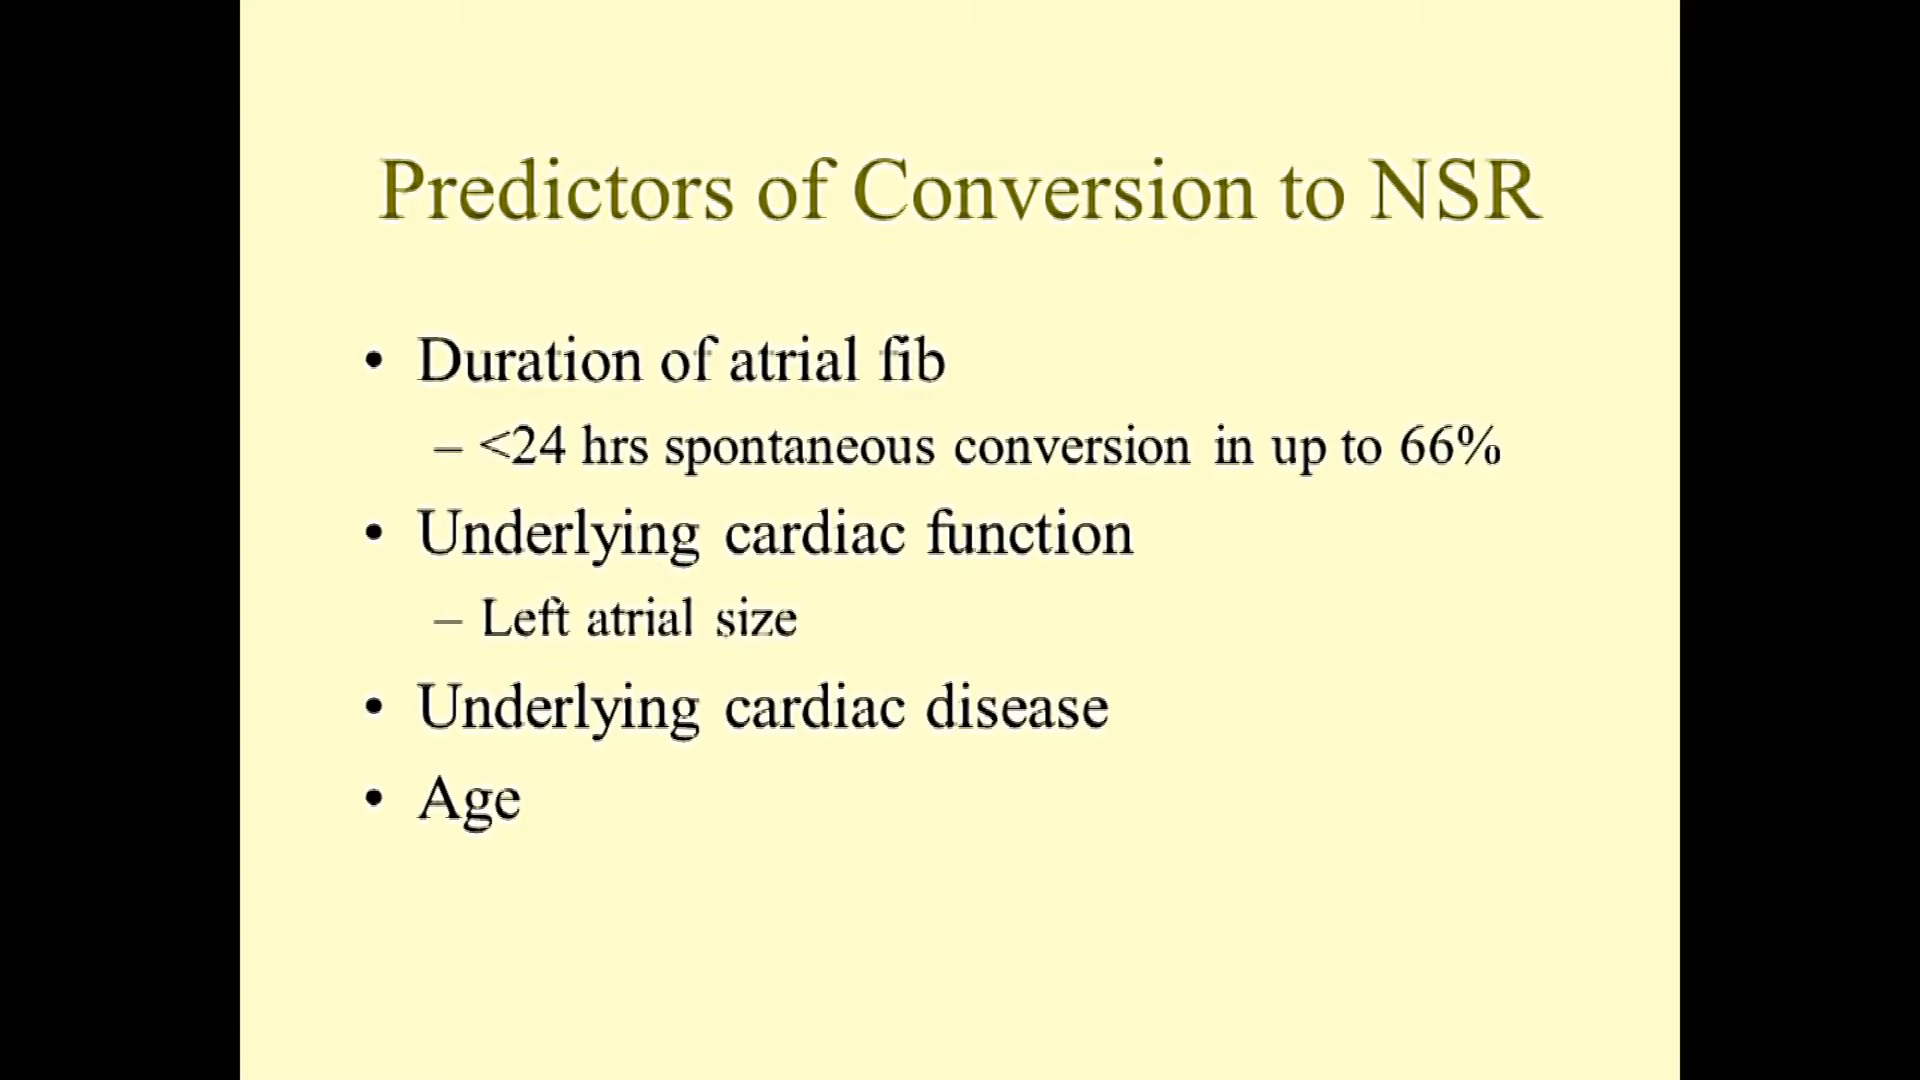 Predictors of Conversion to NSR
• Duration of atrial fib
– <24 hrs spontaneous conversion in up to 66%
• Underlying cardiac function
– Left atrial size
• Underlying cardiac disease
• Age